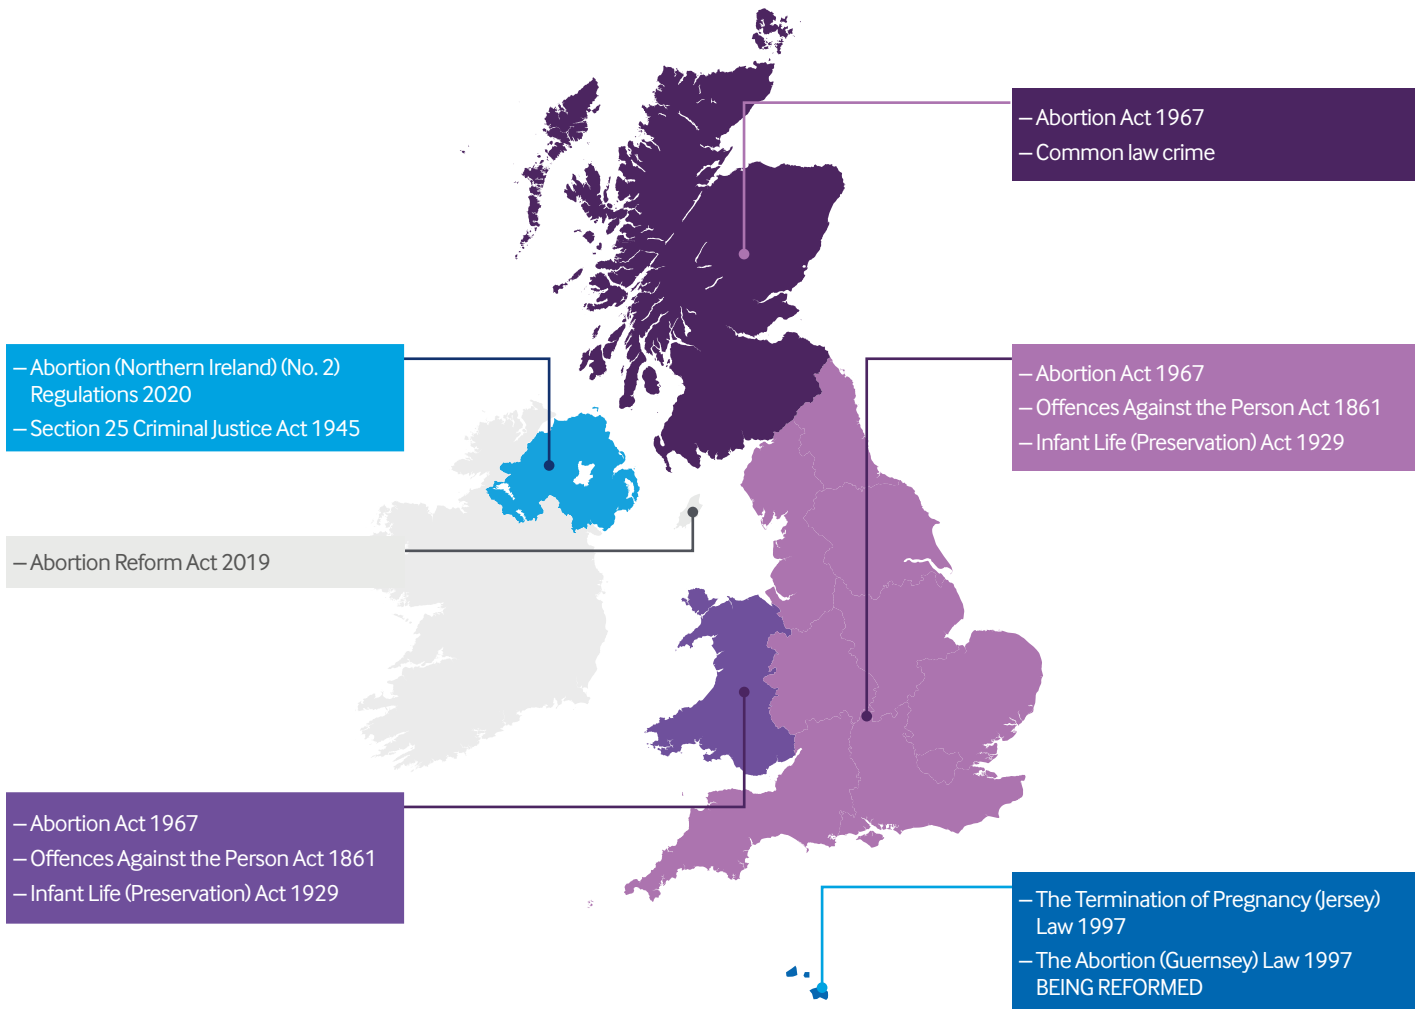 – Abortion Act 1967
– Common law crime
– Abortion (Northern Ireland) (No. 2)
Regulations 2020
– Section 25 Criminal Justice Act 1945
– Abortion Act 1967
– Offences Against the Person Act 1861
– Infant Life (Preservation) Act 1929
– Abortion Reform Act 2019
– Abortion Act 1967
– Offences Against the Person Act 1861
– Infant Life (Preservation) Act 1929
– The Termination of Pregnancy (Jersey)
Law 1997
– The Abortion (Guernsey) Law 1997
BEING REFORMED